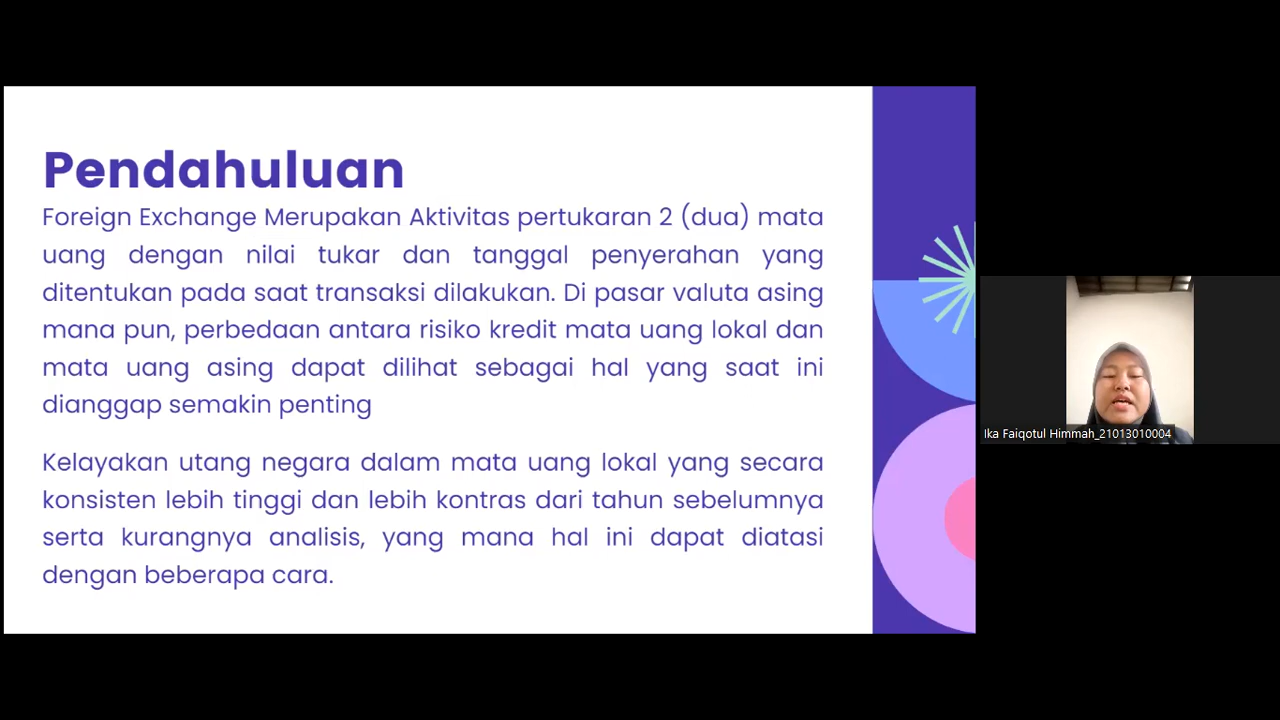 Pendahuluan
Foreign Exchange Merupakan Aktivitas pertukaran 2 (dua) mata
uang dengan nilai tukar dan tanggal penyerahan yang
ditentukan pada saat transaksi dilakukan. Di pasar valuta asing
mana pun, perbedaan antara risiko kredit mata uang lokal dan
mata uang asing dapat dilihat sebagai hal yang saat ini
dianggap semakin penting
Kelayakan utang negara dalam mata uang lokal yang secara
konsisten lebih tinggi dan lebih kontras dari tahun sebelumnya
serta kurangnya analisis, yang mana hal ini dapat diatasi
dengan beberapa cara.
Ika Faiqotul Himmah_21013010004